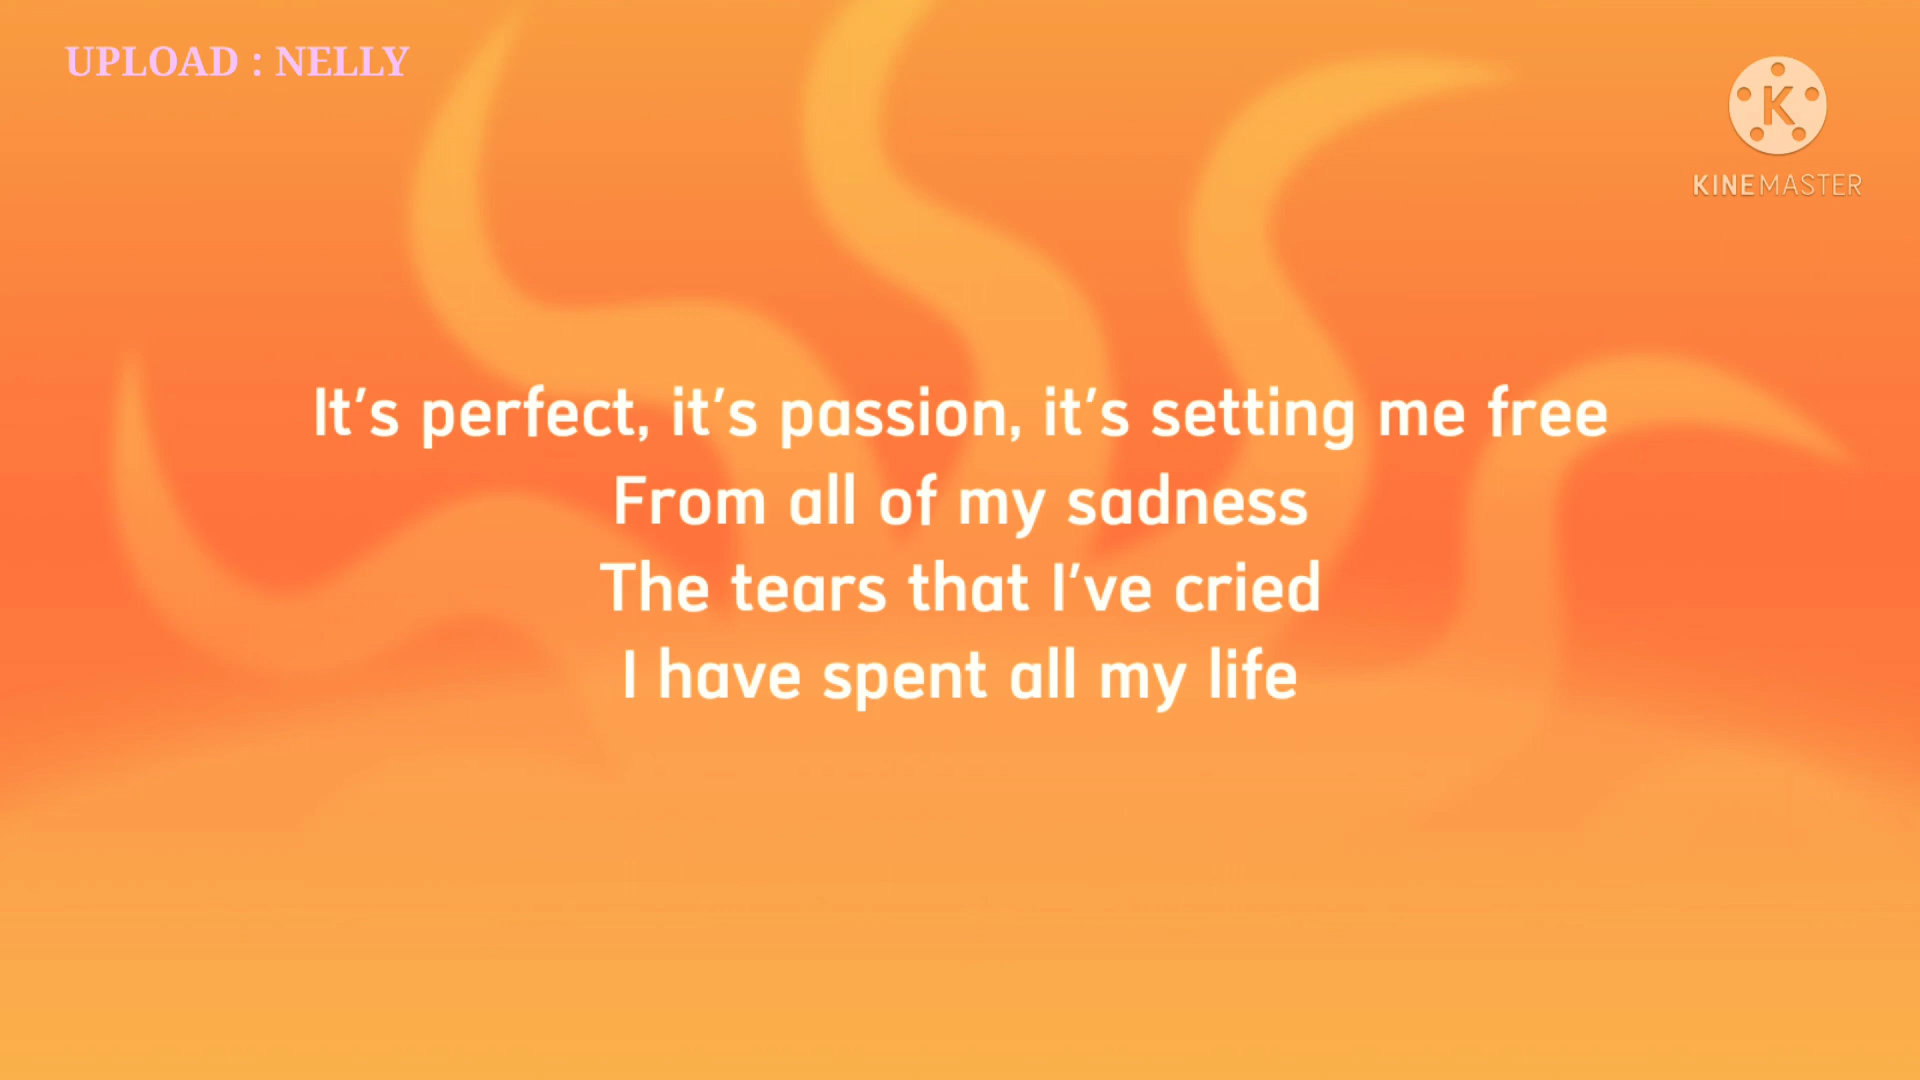 UPLOAD : NELLY
KINEMASTER
It's perfect, it's passion, it's setting me free
From all of my sadness
The tears that I've cried
I have spent all my life